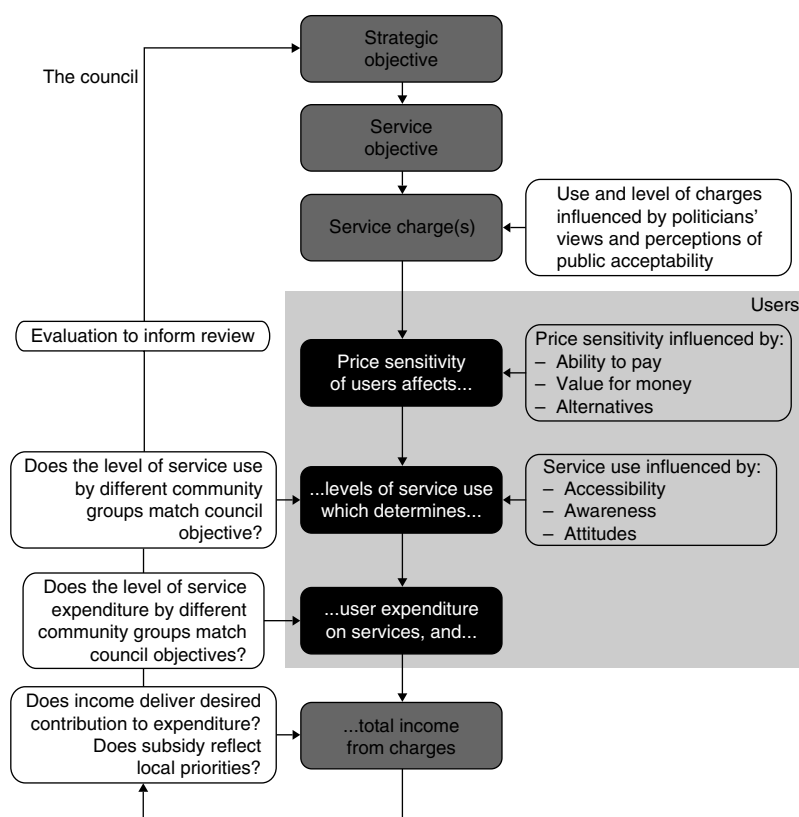 Strategic
objective
The council
Service
objective
Service charge(s)
Use and level of charges
influenced by politicians’
views and perceptions of
public acceptability
Users
Evaluation to inform review
Price sensitivity
of users affects...
Price sensitivity influenced by:
– Ability to pay
– Value for money
– Alternatives
Does the level of service use
by different community
groups match council
objective?
...levels of service use
which determines...
Service use influenced by:
– Accessibility
– Awareness
– Attitudes
Does the level of service
expenditure by different
community groups match
council objectives?
...user expenditure
on services, and...
Does income deliver desired
contribution to expenditure?
Does subsidy reflect
local priorities?
...total income
from charges